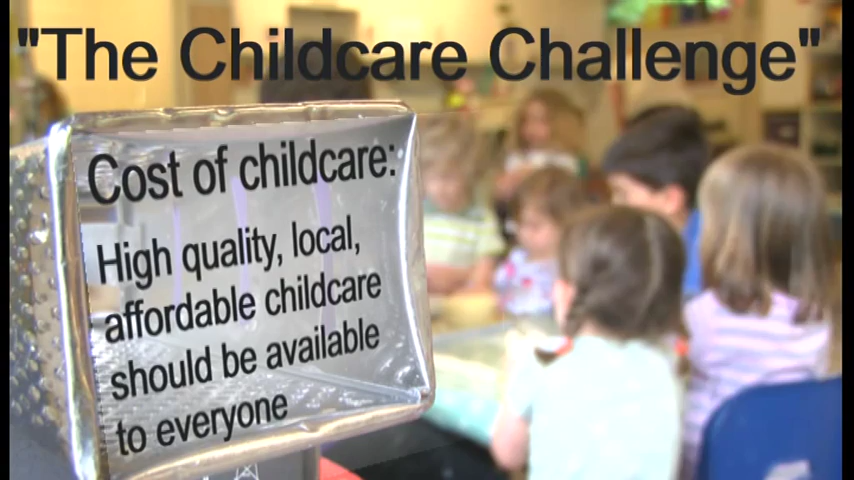 "The Childcare Challenge"
Cost of childcare:
High quality, local,
affordable childcare
should be available
to everyone